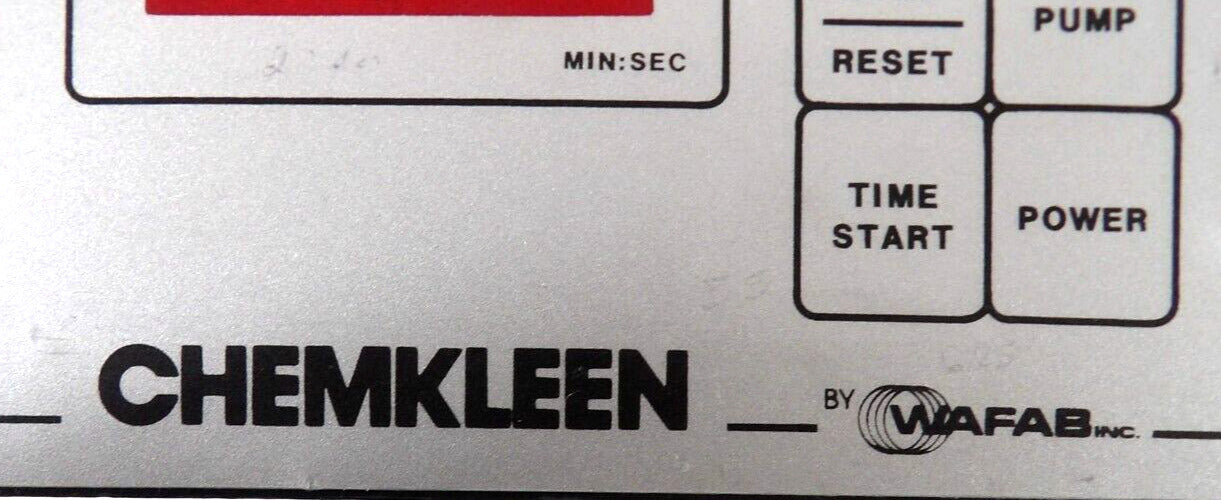 MIN:SEC
RESET
PUMP
TIME
START
POWER
CHEMKLEEN
BY WAFAB INC.